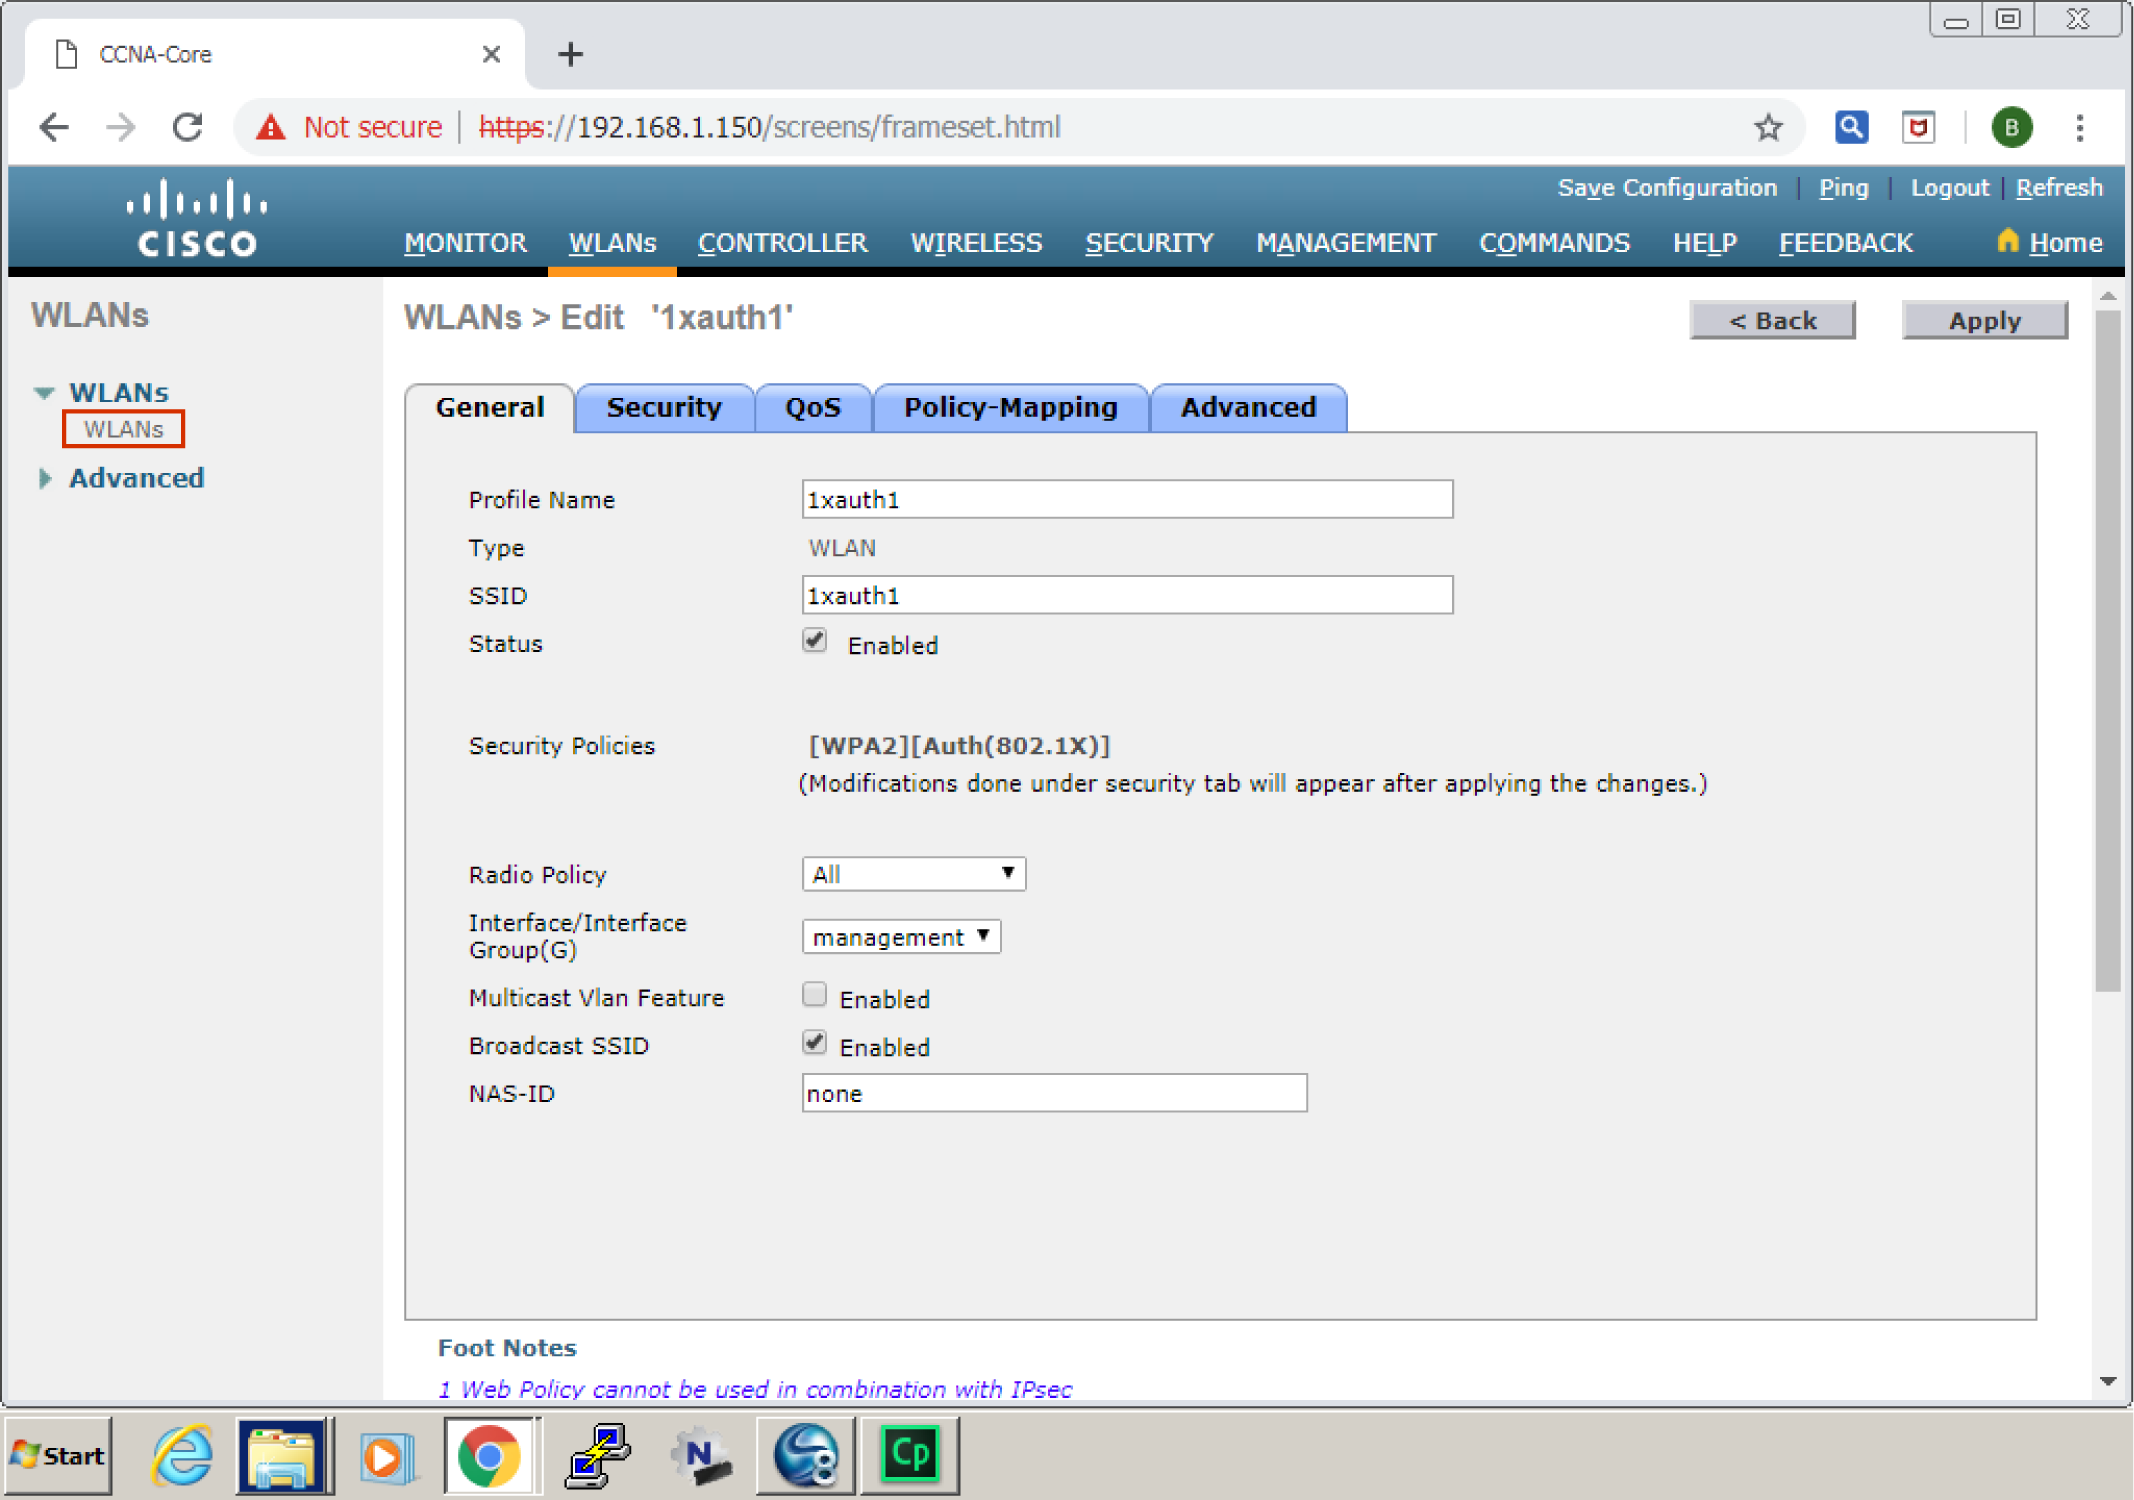 CCNA-Core
Not secure | https://192.168.1.150/screens/frameset.html
B
Save Configuration | Ping | Logout | Refresh
CISCO
MONITOR WLANs CONTROLLER WIRELESS SECURITY MANAGEMENT COMMANDS HELP FEEDBACK Home
WLANs
WLANs
WLANs
Advanced
WLANs > Edit '1xauth1'
< Back Apply
General Security QoS Policy-Mapping Advanced
Profile Name 1xauth1
Type WLAN
SSID 1xauth1
Status Enabled
Security Policies [WPA2][Auth(802.1X)]
(Modifications done under security tab will appear after applying the changes.)
Radio Policy All
Interface/Interface
Group(G) management
Multicast Vlan Feature Enabled
Broadcast SSID Enabled
NAS-ID none
Foot Notes
1 Web Policy cannot be used in combination with IPsec
Start N 8 Cp